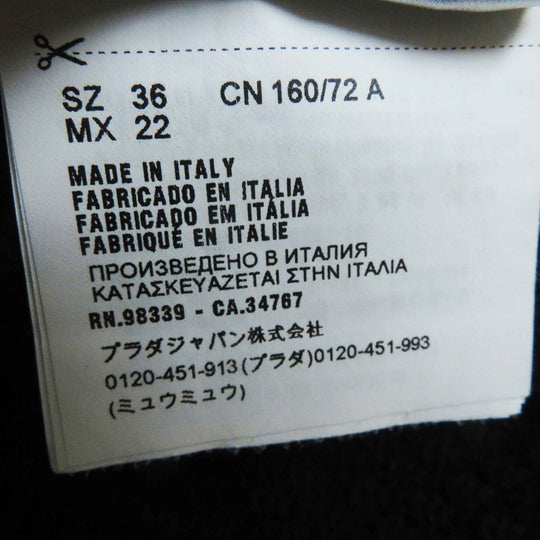 SZ 36 CN 160/72 A
MX 22
MADE IN ITALY
FABRICADO EN ITALIA
FABRICADO EM ITÁLIA
FABRIQUÉ EN ITALIE
ПРОИЗВЕДЕНО В ИТАЛИЯ
ΚΑΤΑΣΚΕΥΑΖΕΤΑΙ ΣΤΗΝ ΙΤΑΛΙΑ
RN.98339 - CA.34767
プラダジャパン株式会社
0120-451-913(プラダ)0120-451-993
(ミュウミュウ)